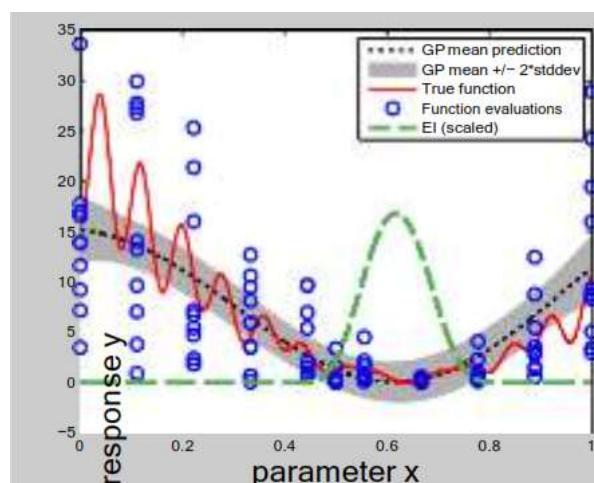 35
30
25
20
15
10
5
0
−5
GP mean prediction
GP mean +/− 2*stddev
True function
Function evaluations
EI (scaled)
response y
0
0.2
0.4
0.6
0.8
1
parameter x